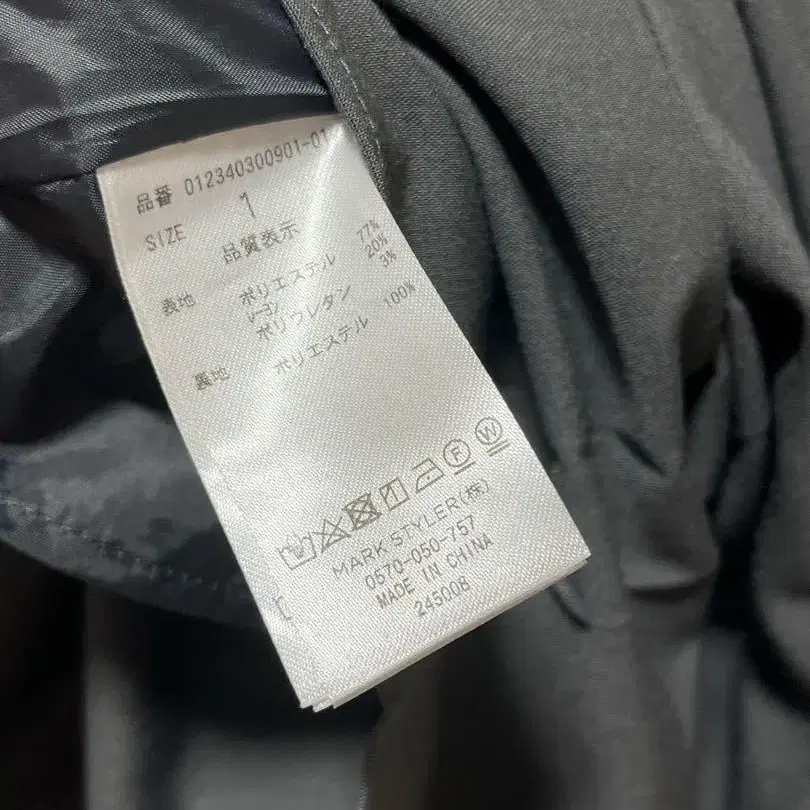 品番 012340300901-01
SIZE 1
品質表示
表地 ポリエステル 77%
レーヨン 20%
ポリウレタン 3%
裏地 ポリエステル 100%
F W
MARK STYLER(株)
0570-050-757
MADE IN CHINA
245008